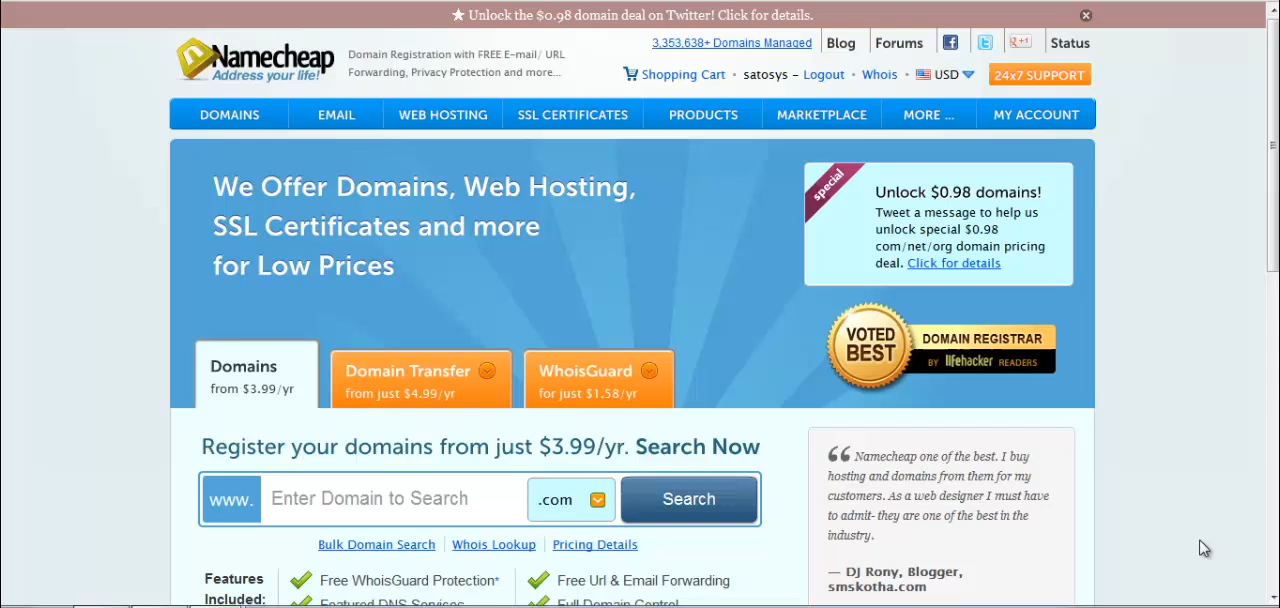 ★ Unlock the $0.98 domain deal on Twitter! Click for details.
Namecheap
Address your life!
Domain Registration with FREE E-mail/ URL
Forwarding, Privacy Protection and more...
3,353,638+ Domains Managed
Blog
Forums
+1
Status
Shopping Cart • satosys – Logout • Whois • USD
24x7 SUPPORT
DOMAINS
EMAIL
WEB HOSTING
SSL CERTIFICATES
PRODUCTS
MARKETPLACE
MORE ...
MY ACCOUNT
We Offer Domains, Web Hosting,
SSL Certificates and more
for Low Prices
special
Unlock $0.98 domains!
Tweet a message to help us
unlock special $0.98
com/net/org domain pricing
deal. Click for details
VOTED
BEST
DOMAIN REGISTRAR
BY lifehacker READERS
Domains
from $3.99/yr
Domain Transfer
from just $4.99/yr
WhoisGuard
for just $1.58/yr
Register your domains from just $3.99/yr. Search Now
www.
Enter Domain to Search
.com
Search
Bulk Domain Search
Whois Lookup
Pricing Details
Features
Included:
Free WhoisGuard Protection*
Free Url & Email Forwarding
Featured DNS Services
Full Domain Control
Namecheap one of the best. I buy
hosting and domains from them for my
customers. As a web designer I must have
to admit- they are one of the best in the
industry.
— DJ Rony, Blogger,
smskotha.com